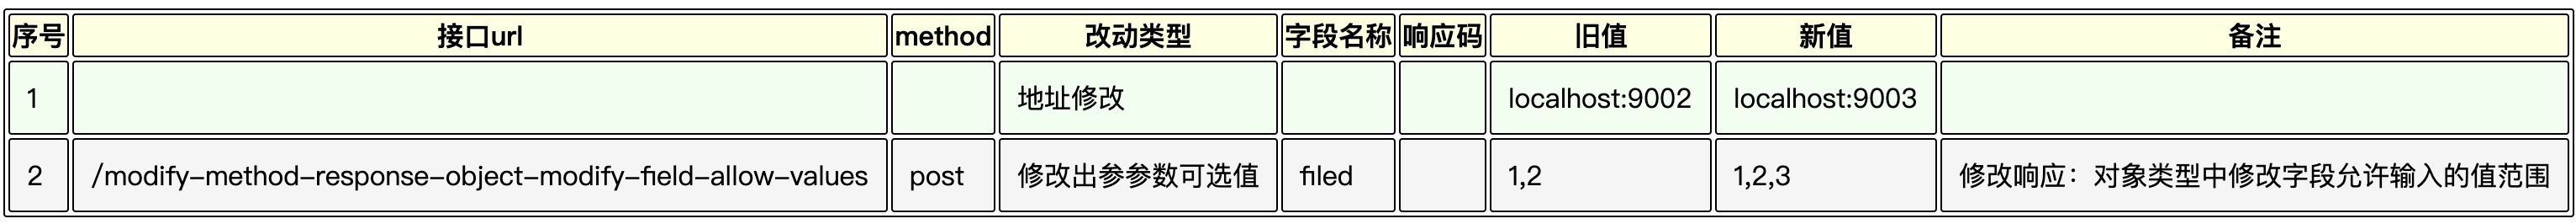 序号 接口url method 改动类型 字段名称 响应码 旧值 新值 备注
1 地址修改 localhost:9002 localhost:9003
2 /modify-method-response-object-modify-field-allow-values post 修改出参参数可选值 filed 1,2 1,2,3 修改响应：对象类型中修改字段允许输入的值范围